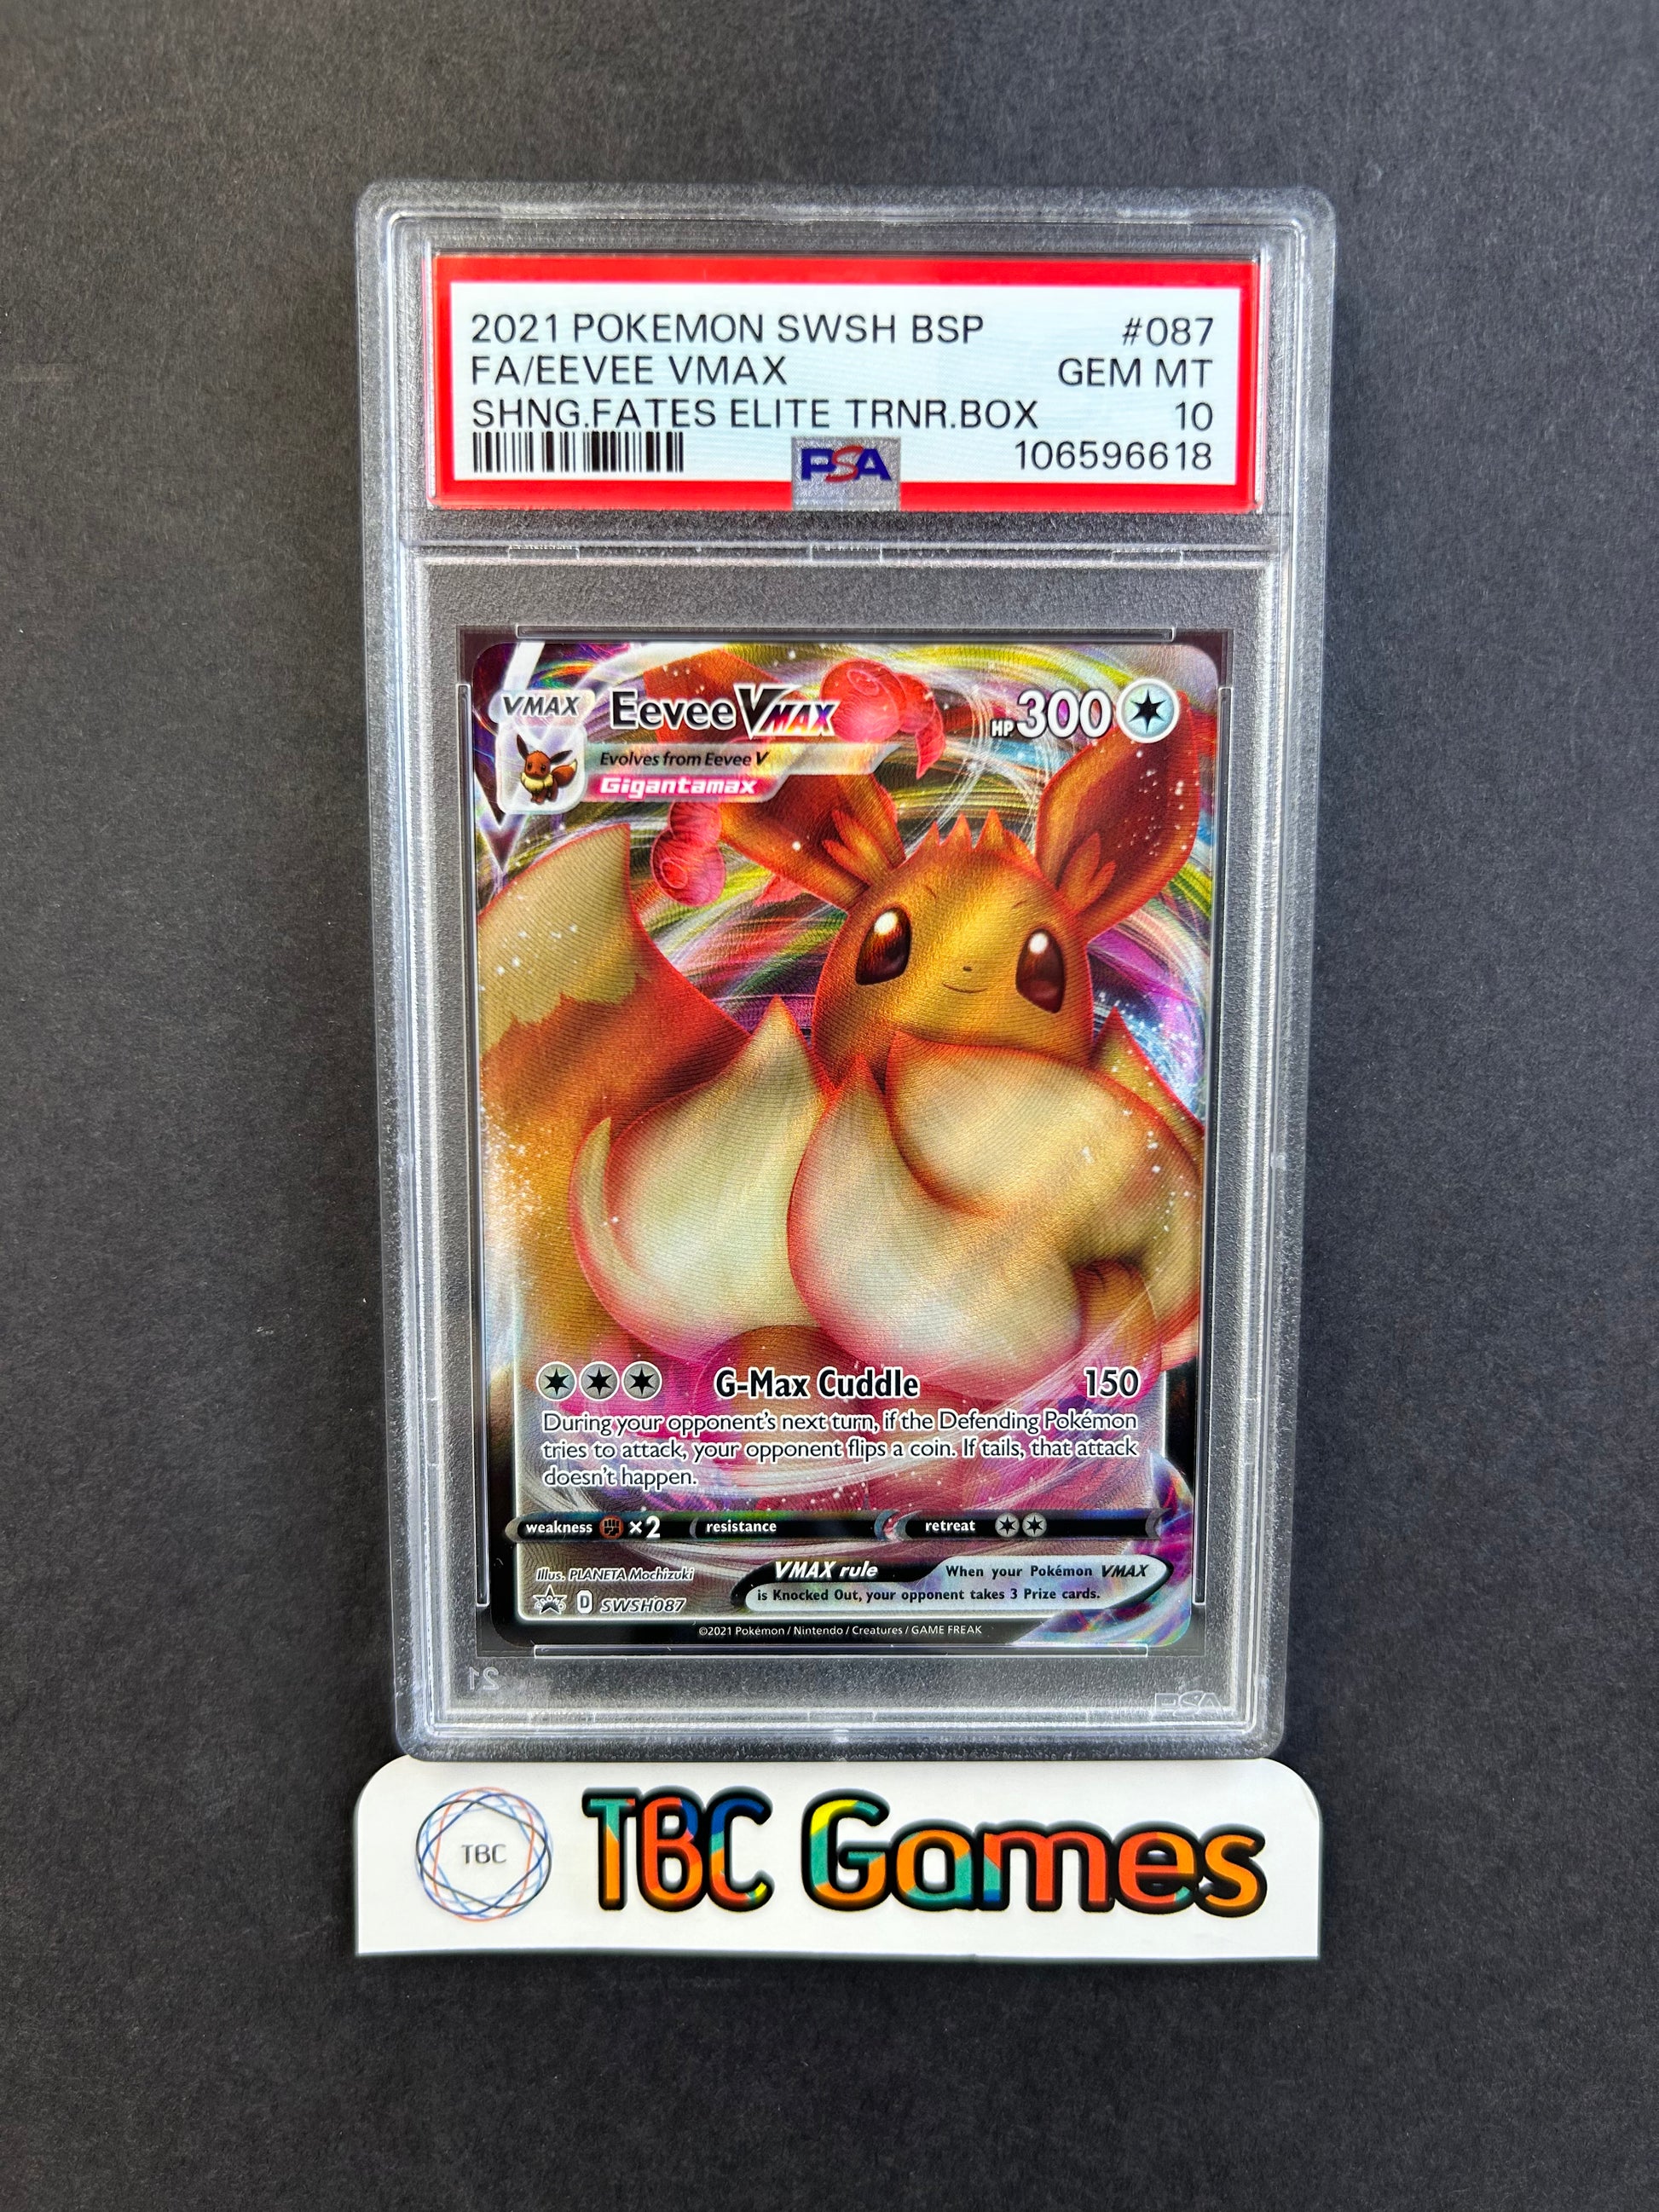 2021 POKEMON SWSH BSP #087
FA/EEVEE VMAX GEM MT
SHNG.FATES ELITE TRNR.BOX 10
PSA 106596618
VMAX Eevee VMAX HP 300
Evolves from Eevee V
Gigantamax
G-Max Cuddle 150
During your opponent's next turn, if the Defending Pokémon
tries to attack, your opponent flips a coin. If tails, that attack
doesn't happen.
weakness ×2 resistance retreat
Illus. PLANETA Mochizuki
VMAX rule When your Pokémon VMAX
is Knocked Out, your opponent takes 3 Prize cards.
D SWSH087
©2021 Pokémon / Nintendo / Creatures / GAME FREAK
21 PSA
TBC TBC Games